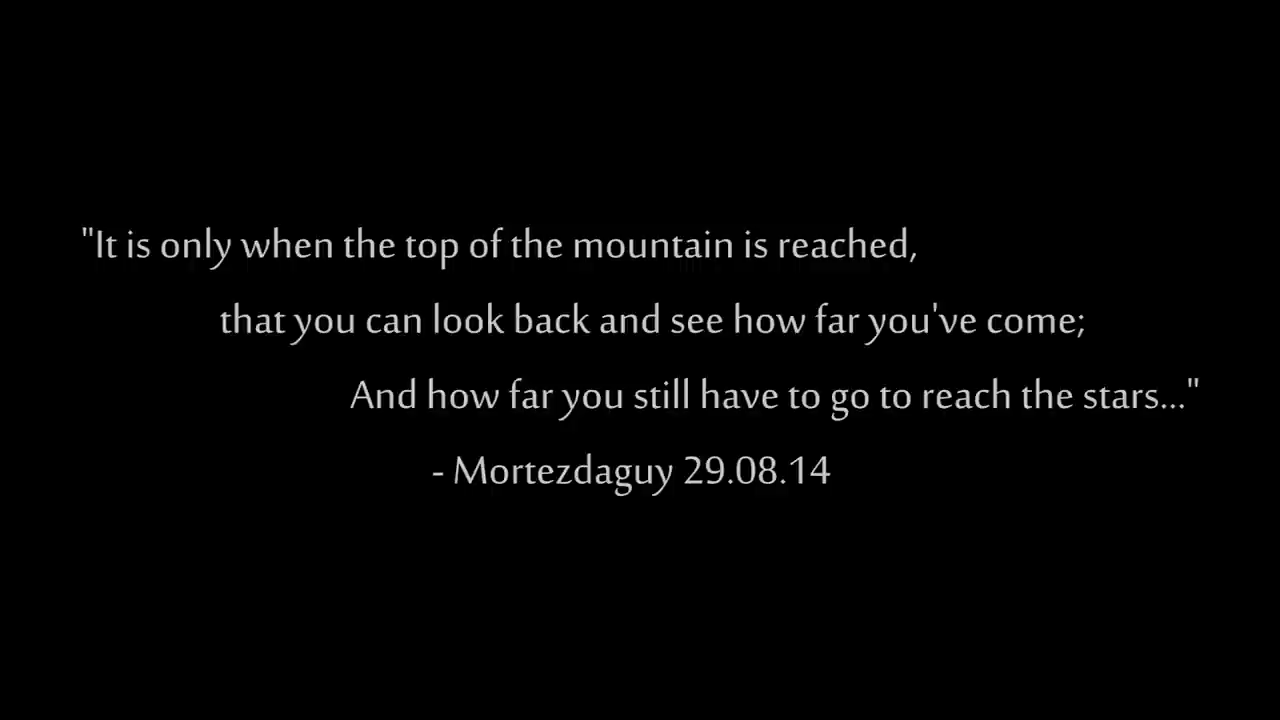 "It is only when the top of the mountain is reached,
that you can look back and see how far you've come;
And how far you still have to go to reach the stars..."
- Mortezdaguy 29.08.14